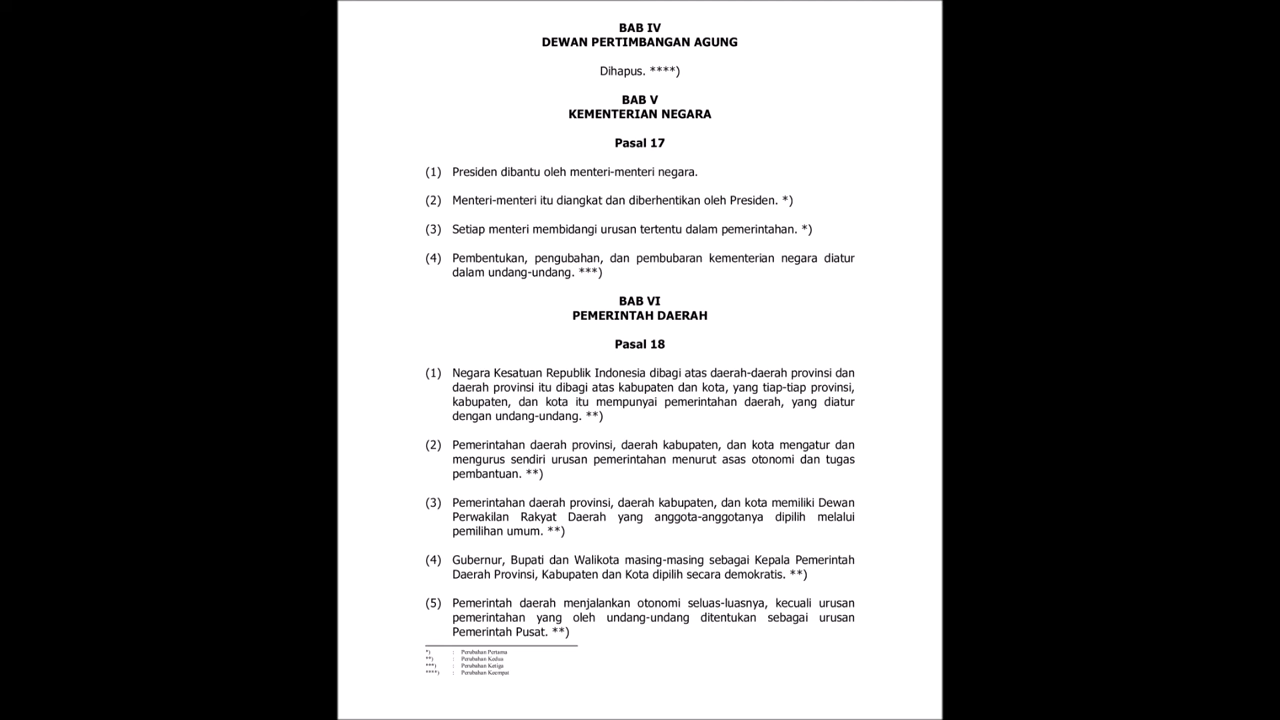 BAB IV
DEWAN PERTIMBANGAN AGUNG
Dihapus. ****)
BAB V
KEMENTERIAN NEGARA
Pasal 17
(1) Presiden dibantu oleh menteri-menteri negara.
(2) Menteri-menteri itu diangkat dan diberhentikan oleh Presiden. *)
(3) Setiap menteri membidangi urusan tertentu dalam pemerintahan. *)
(4) Pembentukan, pengubahan, dan pembubaran kementerian negara diatur
dalam undang-undang. ***)
BAB VI
PEMERINTAH DAERAH
Pasal 18
(1) Negara Kesatuan Republik Indonesia dibagi atas daerah-daerah provinsi dan
daerah provinsi itu dibagi atas kabupaten dan kota, yang tiap-tiap provinsi,
kabupaten, dan kota itu mempunyai pemerintahan daerah, yang diatur
dengan undang-undang. **)
(2) Pemerintahan daerah provinsi, daerah kabupaten, dan kota mengatur dan
mengurus sendiri urusan pemerintahan menurut asas otonomi dan tugas
pembantuan. **)
(3) Pemerintahan daerah provinsi, daerah kabupaten, dan kota memiliki Dewan
Perwakilan Rakyat Daerah yang anggota-anggotanya dipilih melalui
pemilihan umum. **)
(4) Gubernur, Bupati dan Walikota masing-masing sebagai Kepala Pemerintah
Daerah Provinsi, Kabupaten dan Kota dipilih secara demokratis. **)
(5) Pemerintah daerah menjalankan otonomi seluas-luasnya, kecuali urusan
pemerintahan yang oleh undang-undang ditentukan sebagai urusan
Pemerintah Pusat. **)
*) : Perubahan Pertama
**) : Perubahan Kedua
***) : Perubahan Ketiga
****) : Perubahan Keempat